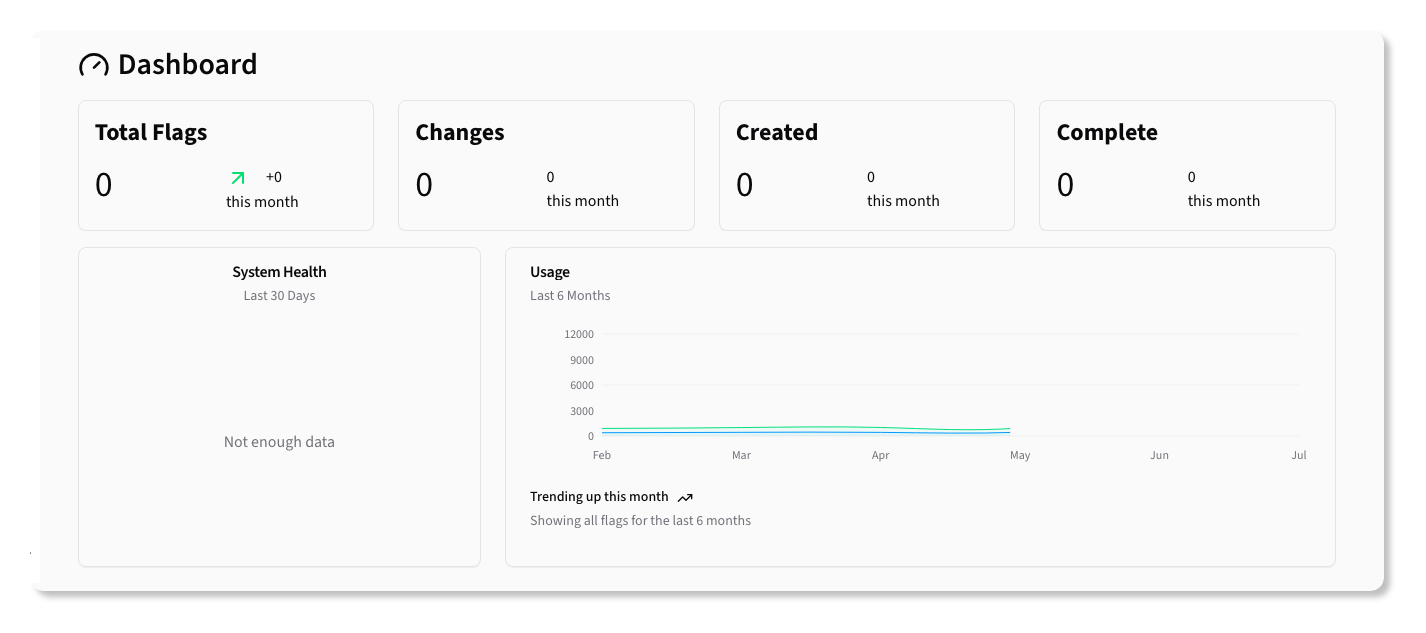 Dashboard
Total Flags
0
+0
this month
Changes
0
0
this month
Created
0
0
this month
Complete
0
0
this month
System Health
Last 30 Days
Not enough data
Usage
Last 6 Months
12000
9000
6000
3000
0
Feb Mar Apr May Jun Jul
Trending up this month
Showing all flags for the last 6 months